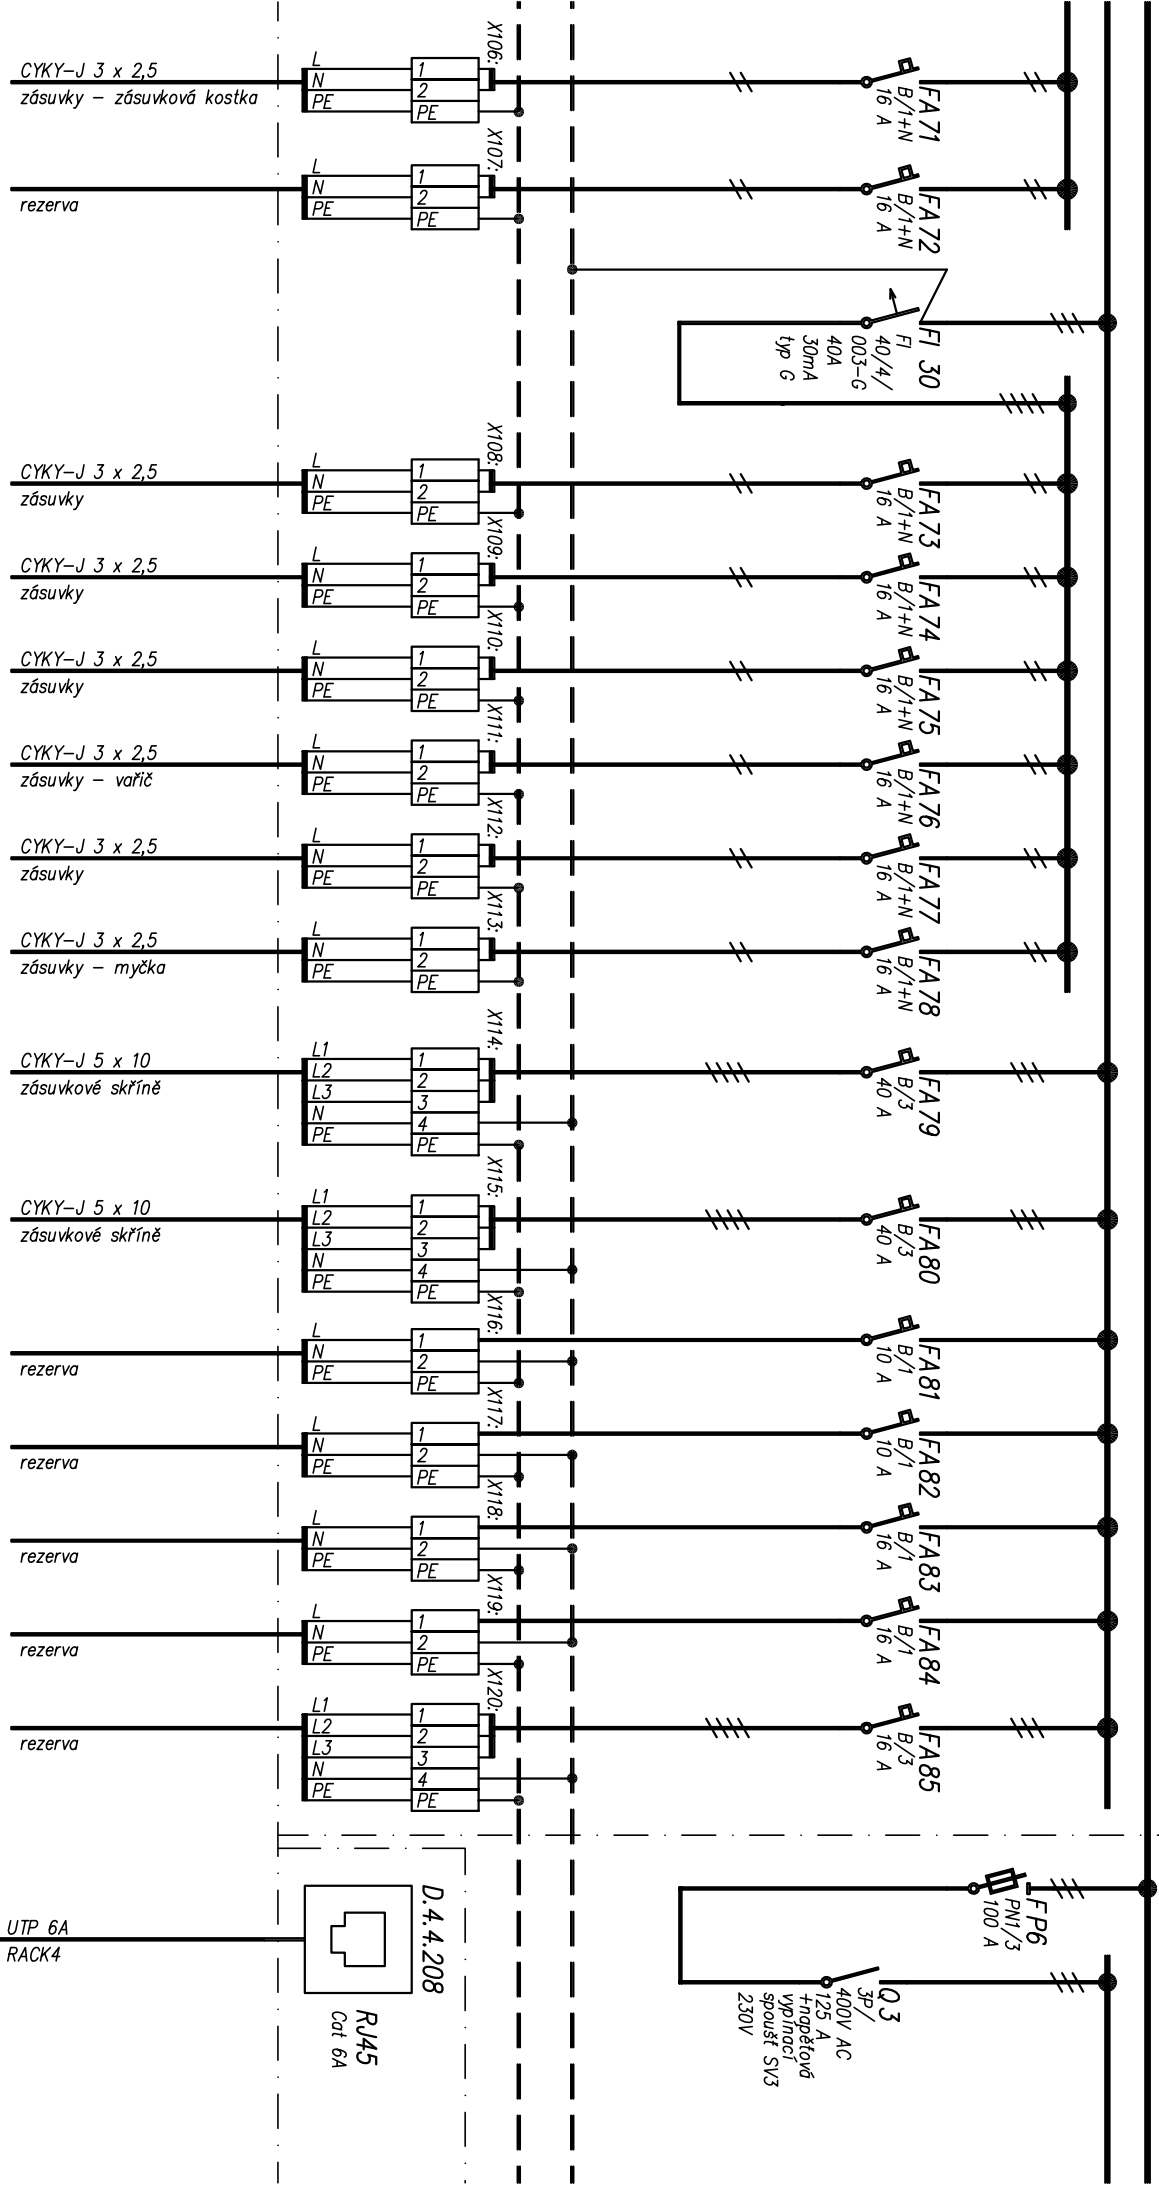 X106:
L
N
PE
1
2
PE
CYKY-J 3 x 2,5
zásuvky - zásuvková kostka
FA71
B/1+N
16 A
X107:
L
N
PE
1
2
PE
rezerva
FA72
B/1+N
16 A
FI 30
FI
40/4/
003-G
40A
30mA
typ G
X108:
L
N
PE
1
2
PE
CYKY-J 3 x 2,5
zásuvky
FA73
B/1+N
16 A
X109:
L
N
PE
1
2
PE
CYKY-J 3 x 2,5
zásuvky
FA74
B/1+N
16 A
X110:
L
N
PE
1
2
PE
CYKY-J 3 x 2,5
zásuvky
FA75
B/1+N
16 A
X111:
L
N
PE
1
2
PE
CYKY-J 3 x 2,5
zásuvky - vařič
FA76
B/1+N
16 A
X112:
L
N
PE
1
2
PE
CYKY-J 3 x 2,5
zásuvky
FA77
B/1+N
16 A
X113:
L
N
PE
1
2
PE
CYKY-J 3 x 2,5
zásuvky - myčka
FA78
B/1+N
16 A
X114:
L1
L2
L3
N
PE
1
2
3
4
PE
CYKY-J 5 x 10
zásuvkové skříně
FA79
B/3
40 A
X115:
L1
L2
L3
N
PE
1
2
3
4
PE
CYKY-J 5 x 10
zásuvkové skříně
FA80
B/3
40 A
X116:
L
N
PE
1
2
PE
rezerva
FA81
B/1
10 A
X117:
L
N
PE
1
2
PE
rezerva
FA82
B/1
10 A
X118:
L
N
PE
1
2
PE
rezerva
FA83
B/1
16 A
X119:
L
N
PE
1
2
PE
rezerva
FA84
B/1
16 A
X120:
L1
L2
L3
N
PE
1
2
3
4
PE
rezerva
FA85
B/3
16 A
FP6
PN1/3
100 A
Q3
3P/
400V AC
125 A
+napěťová
vypínací
spoušť SV3
230V
D.4.4.208
RJ45
Cat 6A
UTP 6A
RACK4